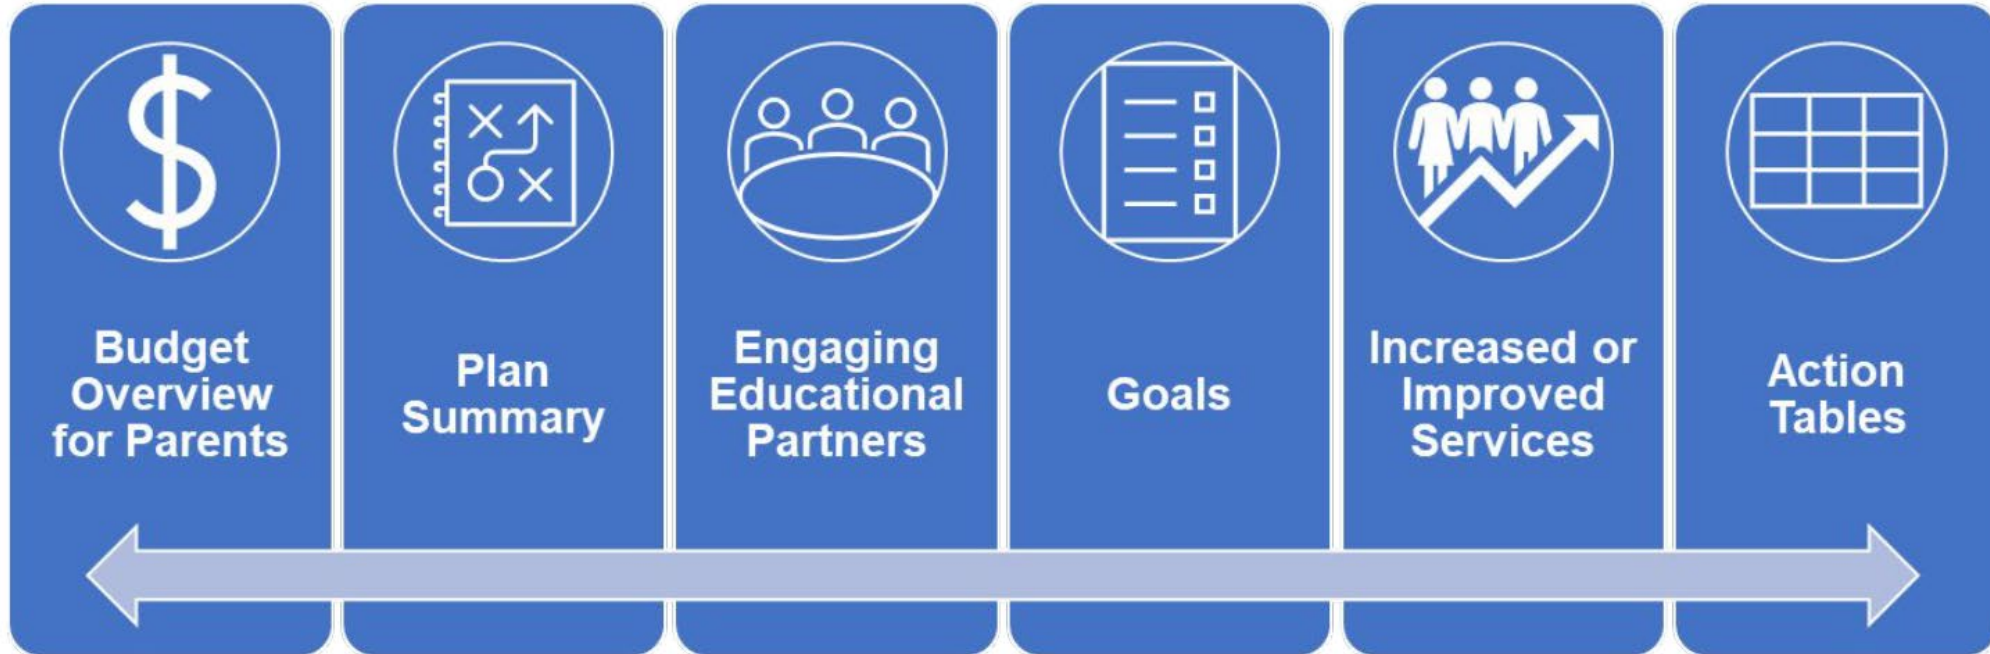 Budget
Overview
for Parents
Plan
Summary
Engaging
Educational
Partners
Goals
Increased or
Improved
Services
Action
Tables